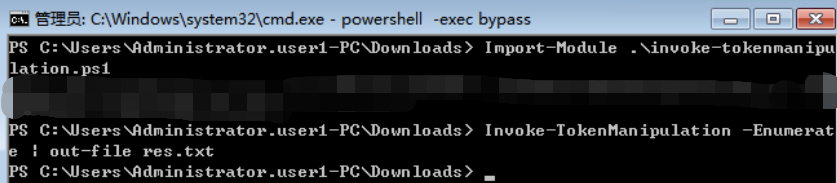 管理员: C:\Windows\system32\cmd.exe - powershell -exec bypass
PS C:\Users\Administrator.user1-PC\Downloads> Import-Module .\invoke-tokenmanipu
lation.ps1
PS C:\Users\Administrator.user1-PC\Downloads> Invoke-TokenManipulation -Enumerat
e | out-file res.txt
PS C:\Users\Administrator.user1-PC\Downloads>